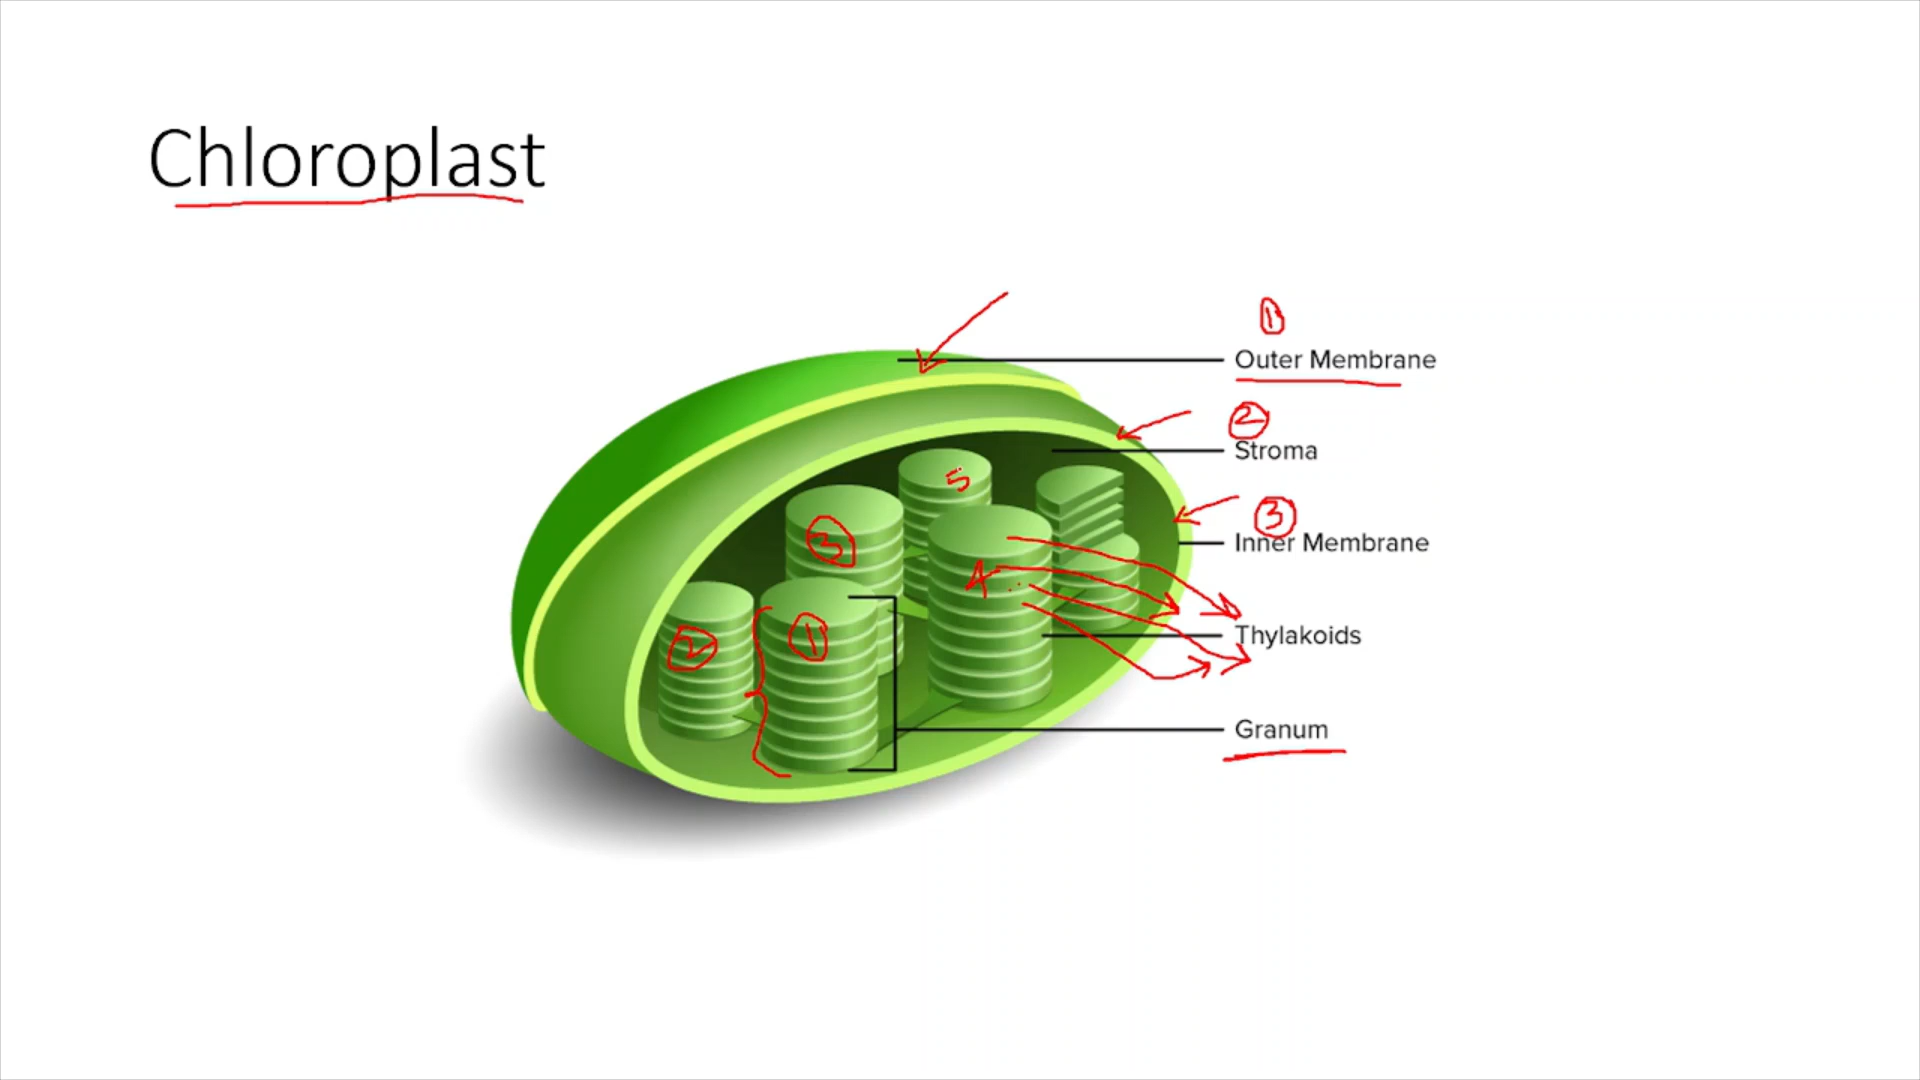 Chloroplast
①
Outer Membrane
②
Stroma
③
Inner Membrane
Thylakoids
Granum
5
③
4
②
①